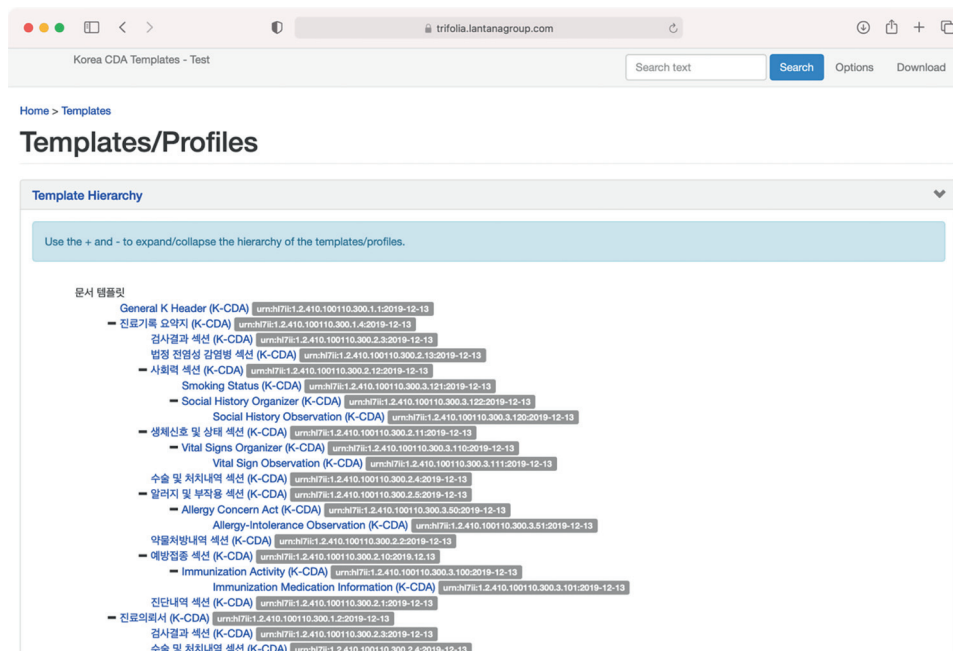 trifolia.lantanagroup.com
Korea CDA Templates - Test
Search text
Search
Options
Download
Home > Templates
Templates/Profiles
Template Hierarchy
Use the + and - to expand/collapse the hierarchy of the templates/profiles.
문서 템플릿
General K Header (K-CDA) urn:hl7ii:1.2.410.100110.300.1.1:2019-12-13
진료기록 요약지 (K-CDA) urn:hl7ii:1.2.410.100110.300.1.4:2019-12-13
검사결과 섹션 (K-CDA) urn:hl7ii:1.2.410.100110.300.2.3:2019-12-13
법정 전염성 감염병 섹션 (K-CDA) urn:hl7ii:1.2.410.100110.300.2.13:2019-12-13
사회력 섹션 (K-CDA) urn:hl7ii:1.2.410.100110.300.2.12:2019-12-13
Smoking Status (K-CDA) urn:hl7ii:1.2.410.100110.300.3.121:2019-12-13
Social History Organizer (K-CDA) urn:hl7ii:1.2.410.100110.300.3.122:2019-12-13
Social History Observation (K-CDA) urn:hl7ii:1.2.410.100110.300.3.120:2019-12-13
생체신호 및 상태 섹션 (K-CDA) urn:hl7ii:1.2.410.100110.300.2.11:2019-12-13
Vital Signs Organizer (K-CDA) urn:hl7ii:1.2.410.100110.300.3.110:2019-12-13
Vital Sign Observation (K-CDA) urn:hl7ii:1.2.410.100110.300.3.111:2019-12-13
수술 및 처치내역 섹션 (K-CDA) urn:hl7ii:1.2.410.100110.300.2.4:2019-12-13
알러지 및 부작용 섹션 (K-CDA) urn:hl7ii:1.2.410.100110.300.2.5:2019-12-13
Allergy Concern Act (K-CDA) urn:hl7ii:1.2.410.100110.300.3.50:2019-12-13
Allergy-Intolerance Observation (K-CDA) urn:hl7ii:1.2.410.100110.300.3.51:2019-12-13
약물처방내역 섹션 (K-CDA) urn:hl7ii:1.2.410.100110.300.2.2:2019-12-13
예방접종 섹션 (K-CDA) urn:hl7ii:1.2.410.100110.300.2.10:2019.12.13
Immunization Activity (K-CDA) urn:hl7ii:1.2.410.100110.300.3.100:2019-12-13
Immunization Medication Information (K-CDA) urn:hl7ii:1.2.410.100110.300.3.101:2019-12-13
진단내역 섹션 (K-CDA) urn:hl7ii:1.2.410.100110.300.2.1:2019-12-13
진료의뢰서 (K-CDA) urn:hl7ii:1.2.410.100110.300.1.2:2019-12-13
검사결과 섹션 (K-CDA) urn:hl7ii:1.2.410.100110.300.2.3:2019-12-13
수술 및 처치내역 섹션 (K-CDA) urn:hl7ii:1.2.410.100110.300.2.4:2019-12-13